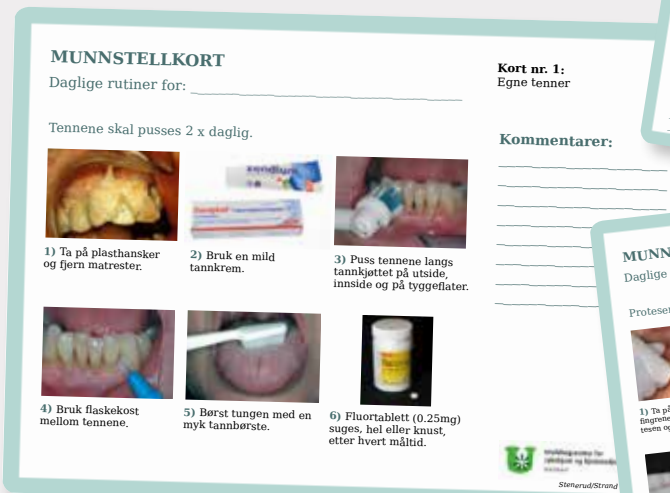 MUNNSTELLKORT
Daglige rutiner for:
Tennene skal pusses 2 x daglig.
1) Ta på plasthansker
og fjern matrester.
2) Bruk en mild
tannkrem.
3) Puss tennene langs
tannkjøttet på utside,
innside og på tyggeflater.
4) Bruk flaskekost
mellom tennene.
5) Børst tungen med en
myk tannbørste.
6) Fluortablett (0.25mg)
suges, hel eller knust,
etter hvert måltid.
Kort nr. 1:
Egne tenner
Kommentarer:
zendium
Stenerud/Strand
MUNN
Daglige
Proteser
1) Ta på
fingrene
tesen og